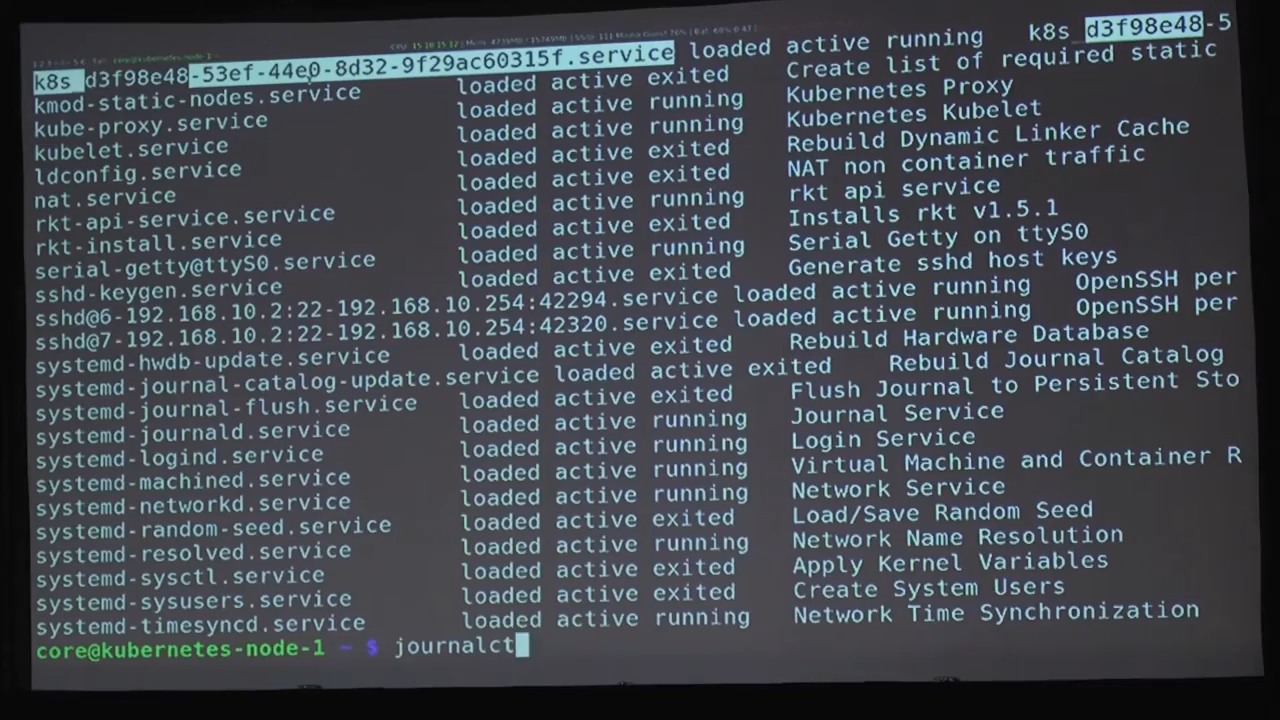 k8s_d3f98e48-53ef-44e0-8d32-9f29ac60315f.service loaded active running k8s_d3f98e48-5
kmod-static-nodes.service loaded active exited Create list of required static
kube-proxy.service loaded active running Kubernetes Proxy
kubelet.service loaded active running Kubernetes Kubelet
ldconfig.service loaded active exited Rebuild Dynamic Linker Cache
nat.service loaded active exited NAT non container traffic
rkt-api-service.service loaded active running rkt api service
rkt-install.service loaded active exited Installs rkt v1.5.1
serial-getty@ttyS0.service loaded active running Serial Getty on ttyS0
sshd-keygen.service loaded active exited Generate sshd host keys
sshd@6-192.168.10.2:22-192.168.10.254:42294.service loaded active running OpenSSH per
sshd@7-192.168.10.2:22-192.168.10.254:42320.service loaded active running OpenSSH per
systemd-hwdb-update.service loaded active exited Rebuild Hardware Database
systemd-journal-catalog-update.service loaded active exited Rebuild Journal Catalog
systemd-journal-flush.service loaded active exited Flush Journal to Persistent Sto
systemd-journald.service loaded active running Journal Service
systemd-logind.service loaded active running Login Service
systemd-machined.service loaded active running Virtual Machine and Container R
systemd-networkd.service loaded active running Network Service
systemd-random-seed.service loaded active exited Load/Save Random Seed
systemd-resolved.service loaded active running Network Name Resolution
systemd-sysctl.service loaded active exited Apply Kernel Variables
systemd-sysusers.service loaded active exited Create System Users
systemd-timesyncd.service loaded active running Network Time Synchronization
core@kubernetes-node-1 ~ $ journalct